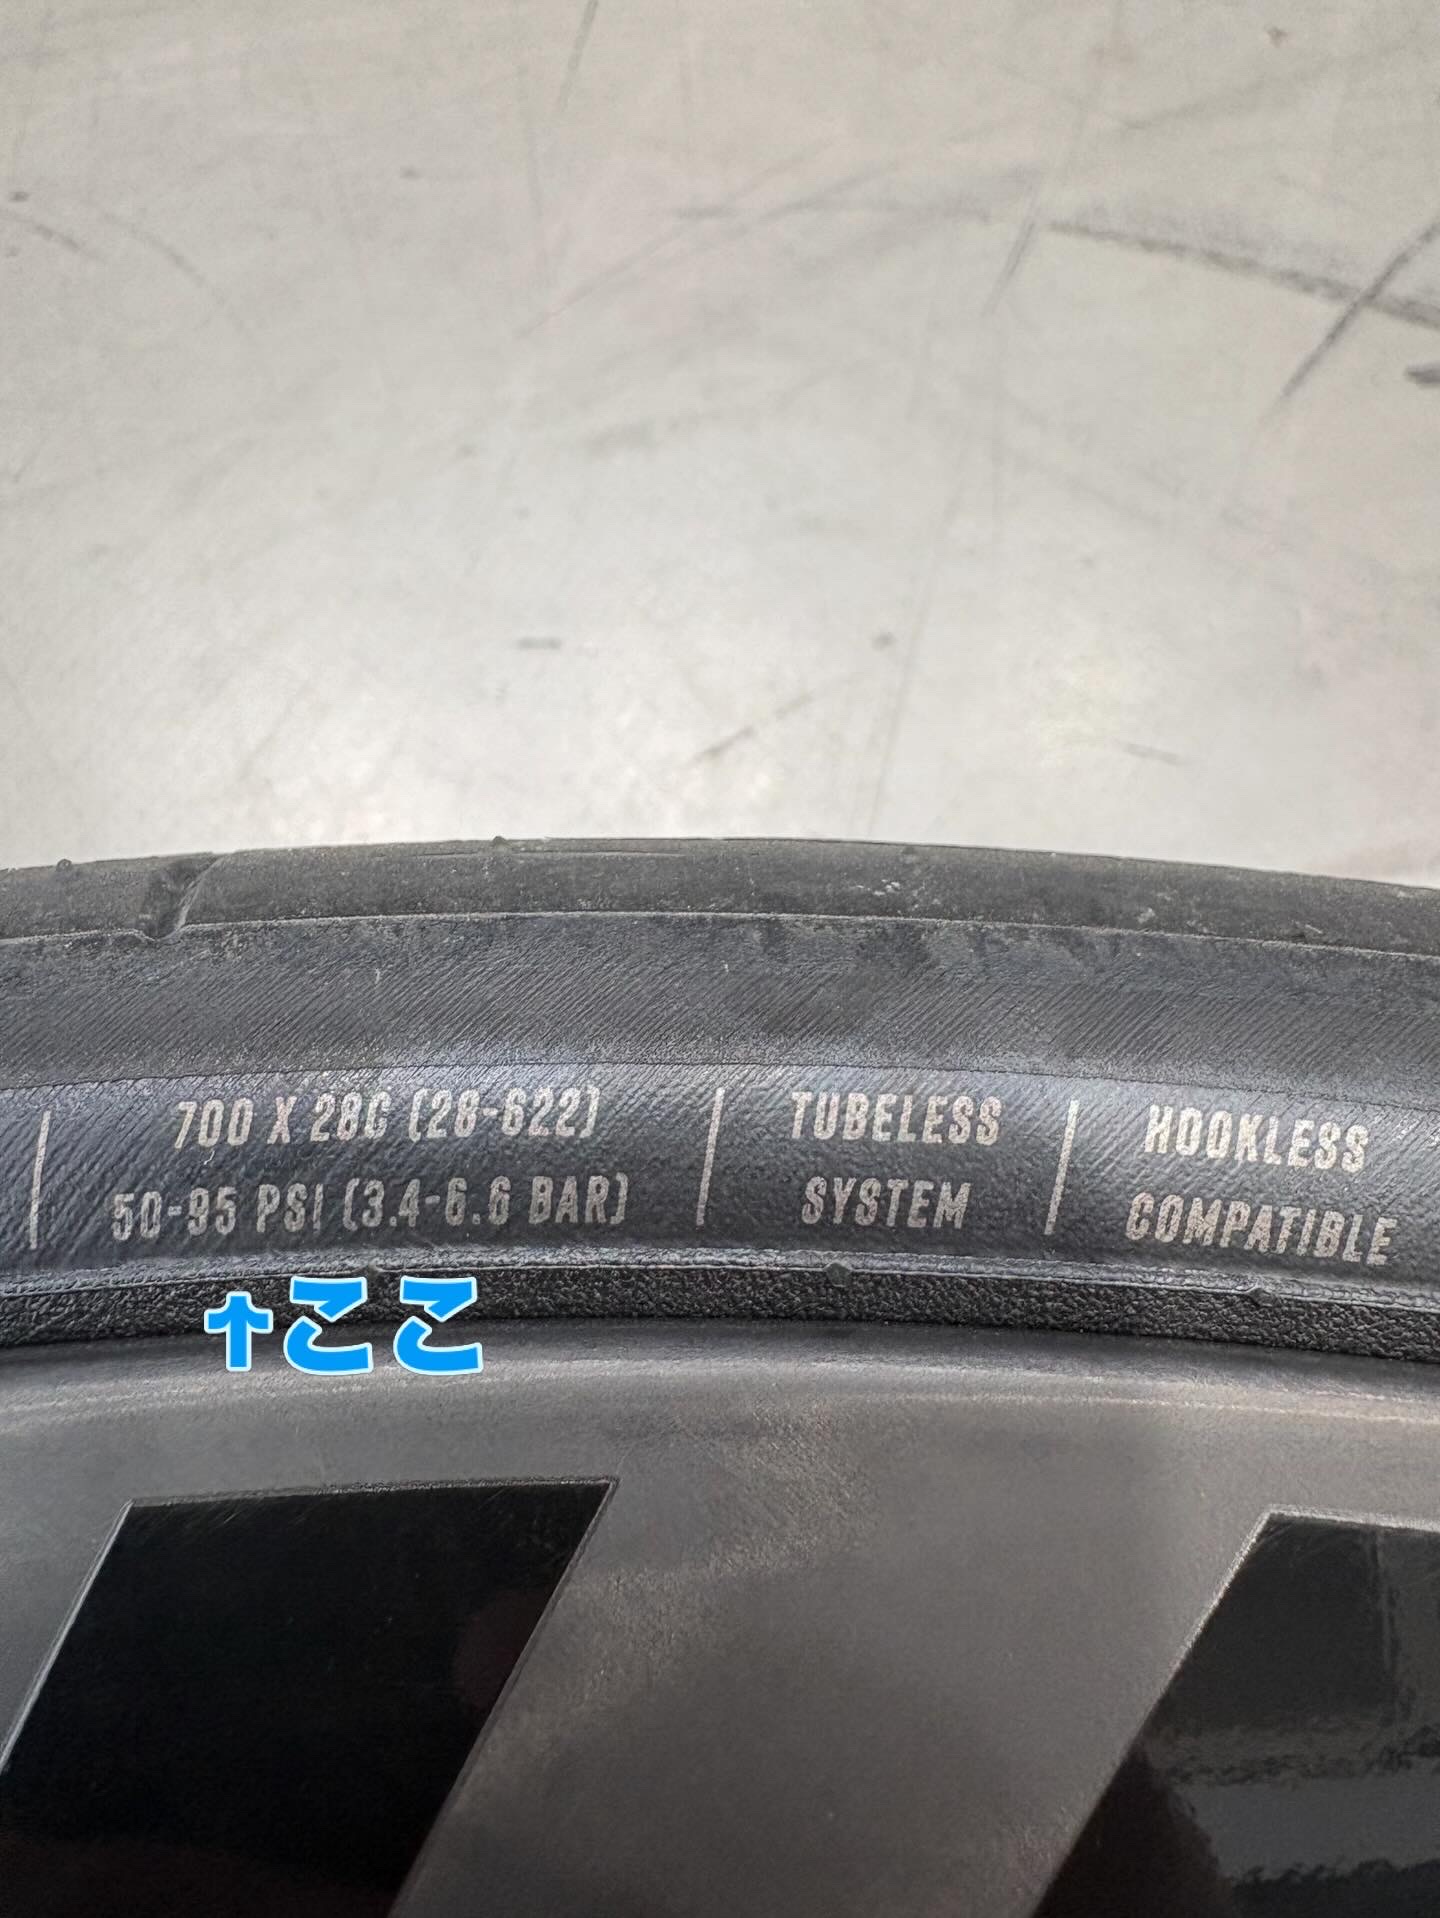 700 X 28C (28-622)
50-95 PSI (3.4-6.6 BAR)
TUBELESS
SYSTEM
HOOKLESS
COMPATIBLE
↑ここ